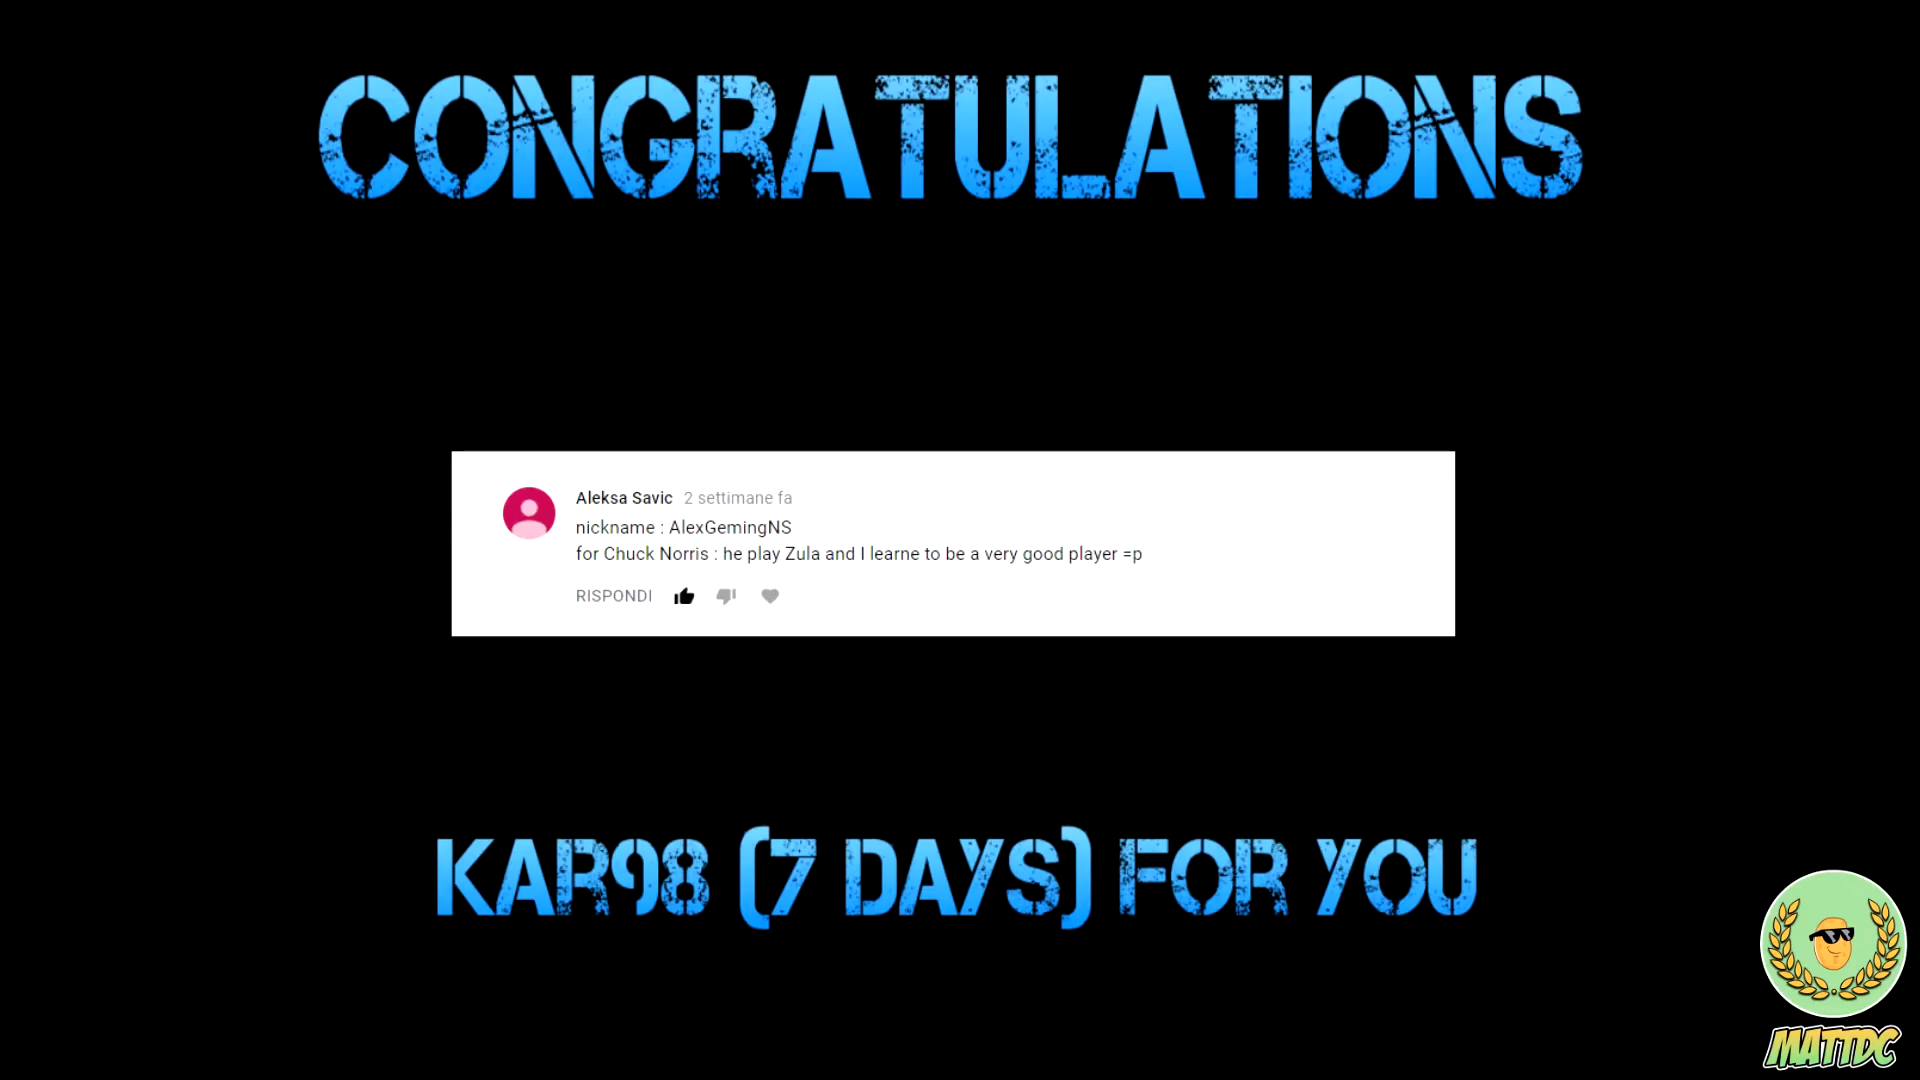 CONGRATULATIONS
Aleksa Savic 2 settimane fa
nickname : AlexGemingNS
for Chuck Norris : he play Zula and I learne to be a very good player =p
RISPONDI
KAR98 (7 DAYS) FOR YOU
MATTDC